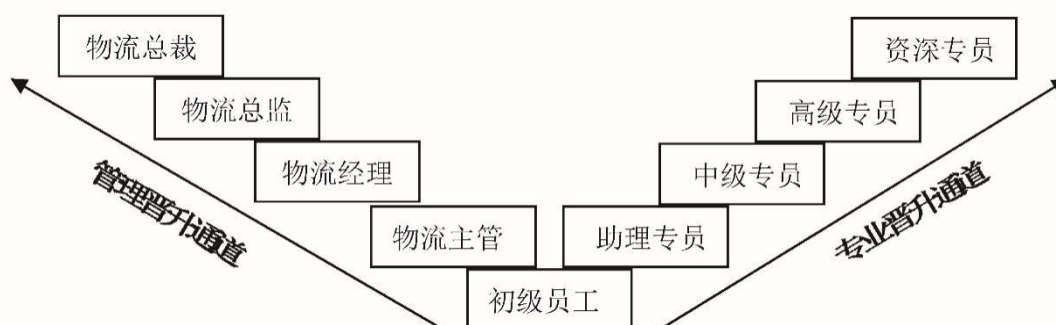 物流总裁
资深专员
物流总监
高级专员
物流经理
中级专员
管理晋升通道
专业晋升通道
物流主管
助理专员
初级员工